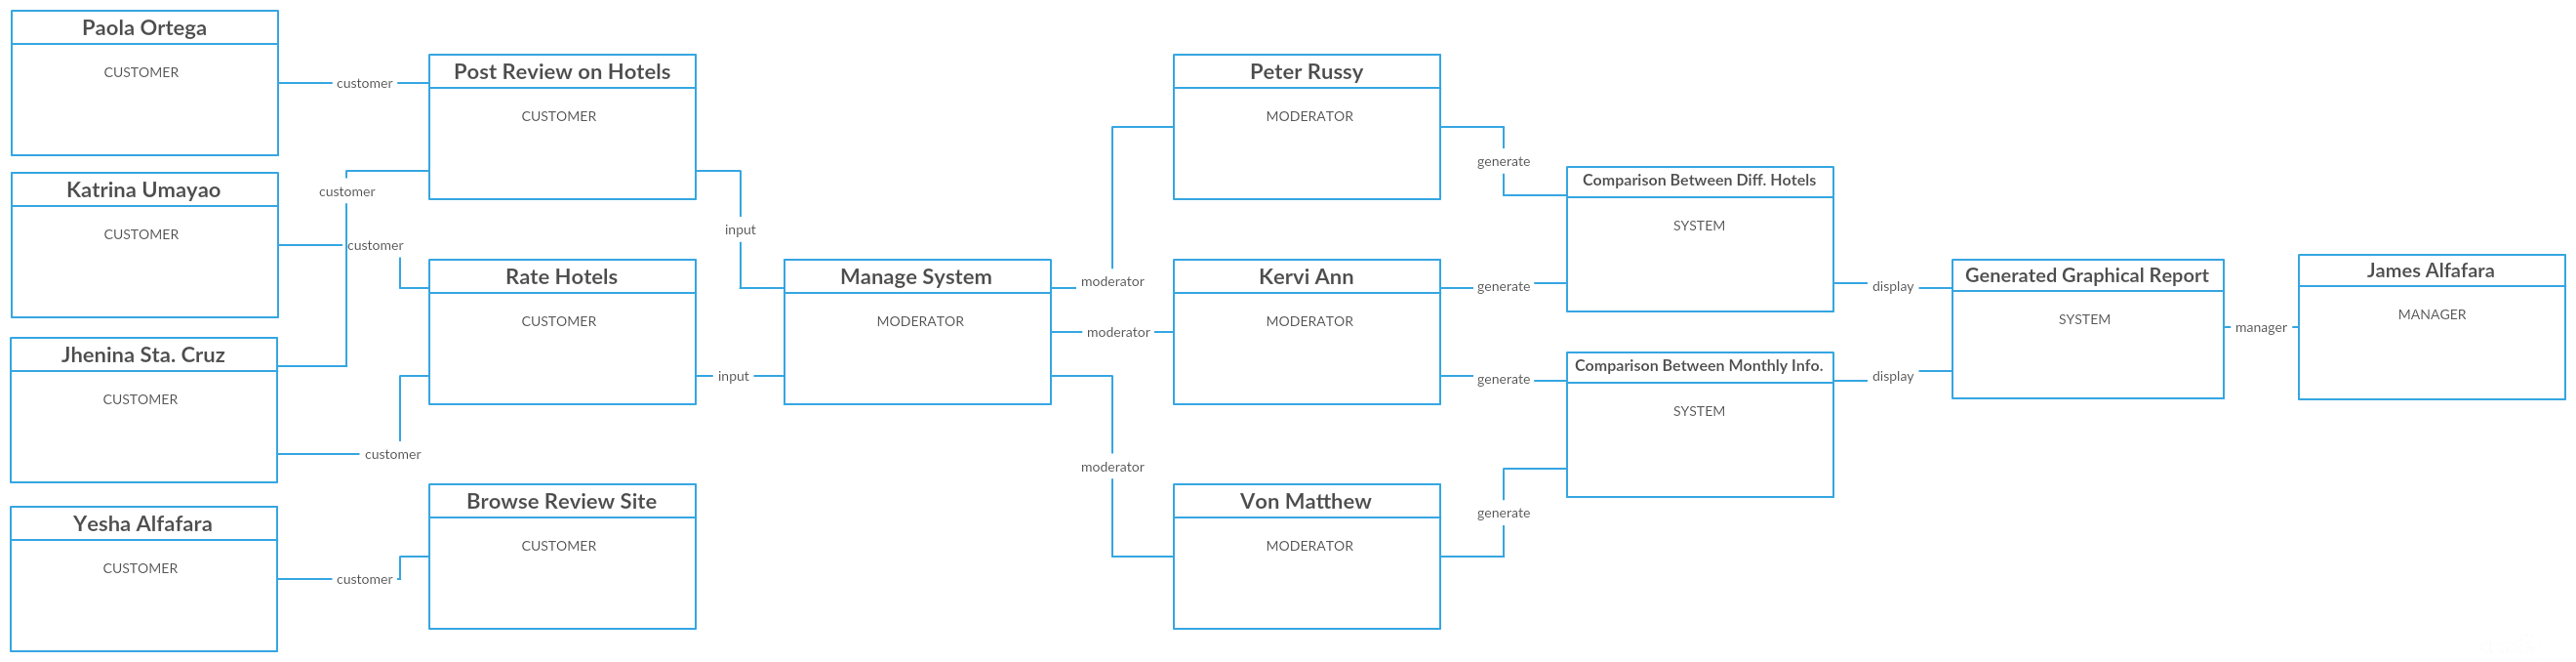 Paola Ortega
CUSTOMER
customer
Katrina Umayao
CUSTOMER
customer
customer
Jhenina Sta. Cruz
CUSTOMER
customer
Yesha Alfafara
CUSTOMER
customer
Post Review on Hotels
CUSTOMER
input
Rate Hotels
CUSTOMER
input
Browse Review Site
CUSTOMER
Manage System
MODERATOR
moderator
moderator
moderator
Peter Russy
MODERATOR
generate
Kervi Ann
MODERATOR
generate
generate
Von Matthew
MODERATOR
generate
Comparison Between Diff. Hotels
SYSTEM
display
Comparison Between Monthly Info.
SYSTEM
display
Generated Graphical Report
SYSTEM
manager
James Alfafara
MANAGER